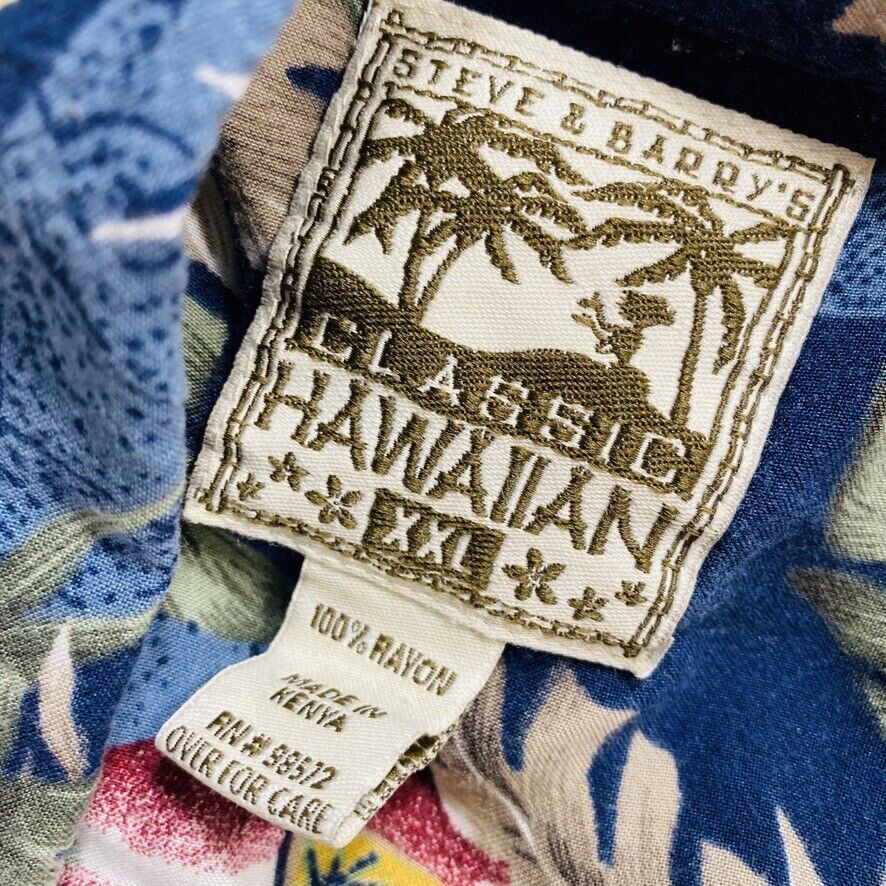 STEVE & BARRY'S
CLASSIC
HAWAIIAN
XXL
100% RAYON
MADE IN
KENYA
RN # 98572
OVER FOR CARE